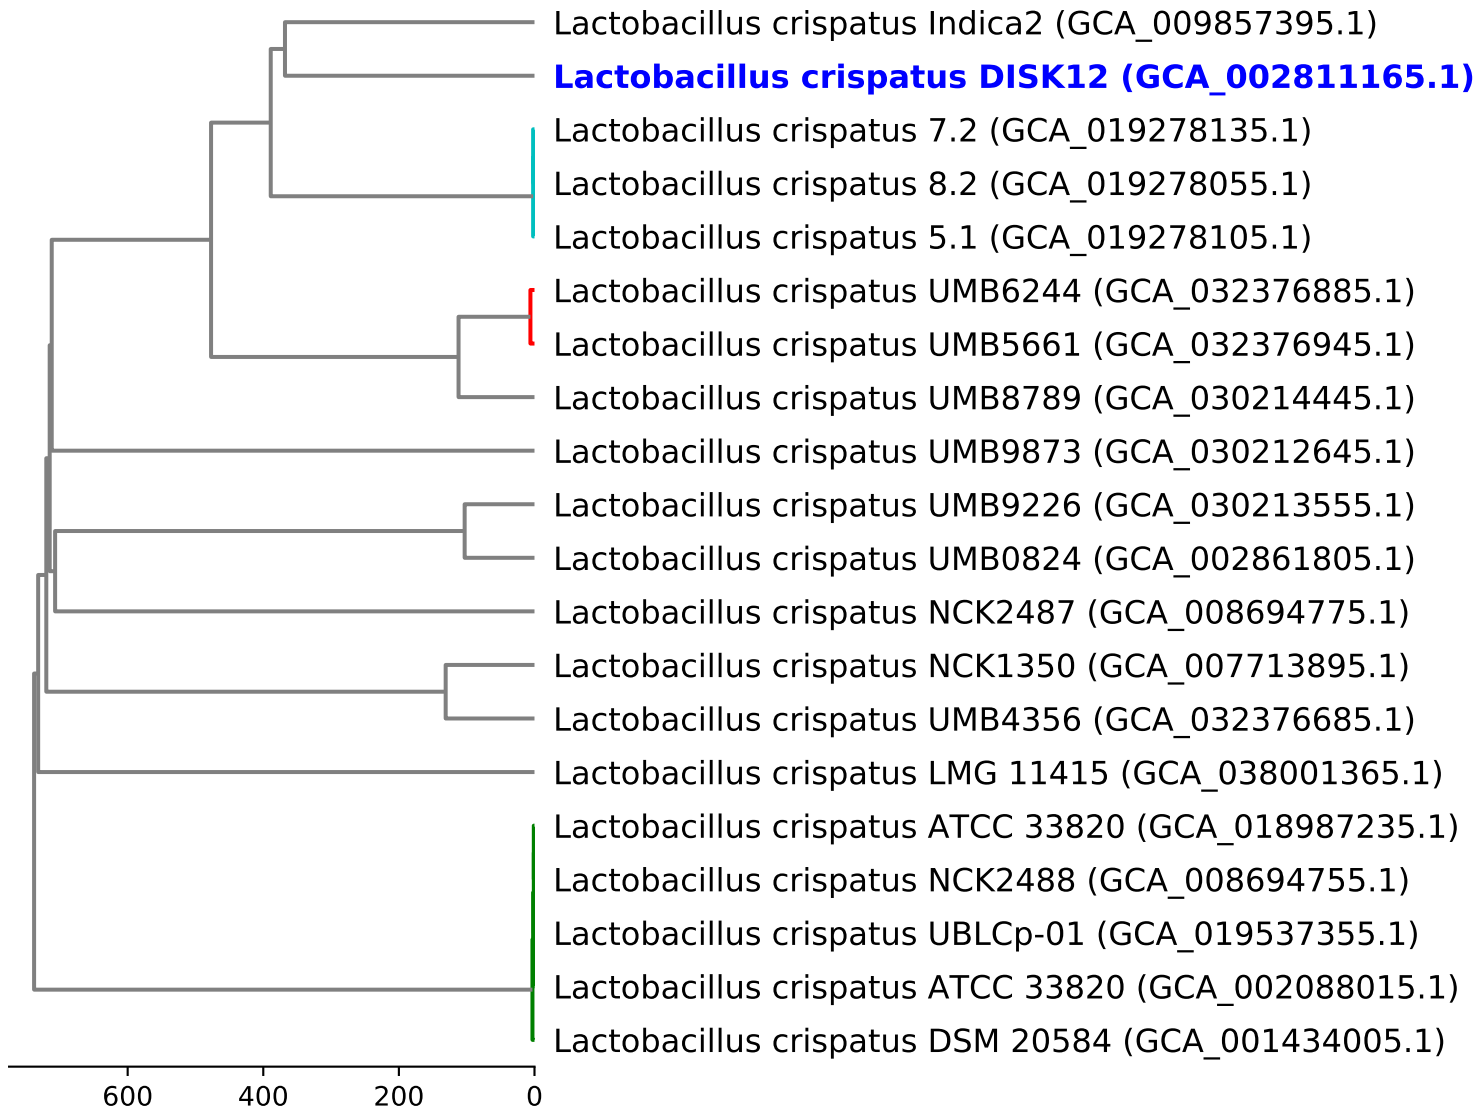 Lactobacillus crispatus Indica2 (GCA_009857395.1)
Lactobacillus crispatus DISK12 (GCA_002811165.1)
Lactobacillus crispatus 7.2 (GCA_019278135.1)
Lactobacillus crispatus 8.2 (GCA_019278055.1)
Lactobacillus crispatus 5.1 (GCA_019278105.1)
Lactobacillus crispatus UMB6244 (GCA_032376885.1)
Lactobacillus crispatus UMB5661 (GCA_032376945.1)
Lactobacillus crispatus UMB8789 (GCA_030214445.1)
Lactobacillus crispatus UMB9873 (GCA_030212645.1)
Lactobacillus crispatus UMB9226 (GCA_030213555.1)
Lactobacillus crispatus UMB0824 (GCA_002861805.1)
Lactobacillus crispatus NCK2487 (GCA_008694775.1)
Lactobacillus crispatus NCK1350 (GCA_007713895.1)
Lactobacillus crispatus UMB4356 (GCA_032376685.1)
Lactobacillus crispatus LMG 11415 (GCA_038001365.1)
Lactobacillus crispatus ATCC 33820 (GCA_018987235.1)
Lactobacillus crispatus NCK2488 (GCA_008694755.1)
Lactobacillus crispatus UBLCp-01 (GCA_019537355.1)
Lactobacillus crispatus ATCC 33820 (GCA_002088015.1)
Lactobacillus crispatus DSM 20584 (GCA_001434005.1)
600 400 200 0